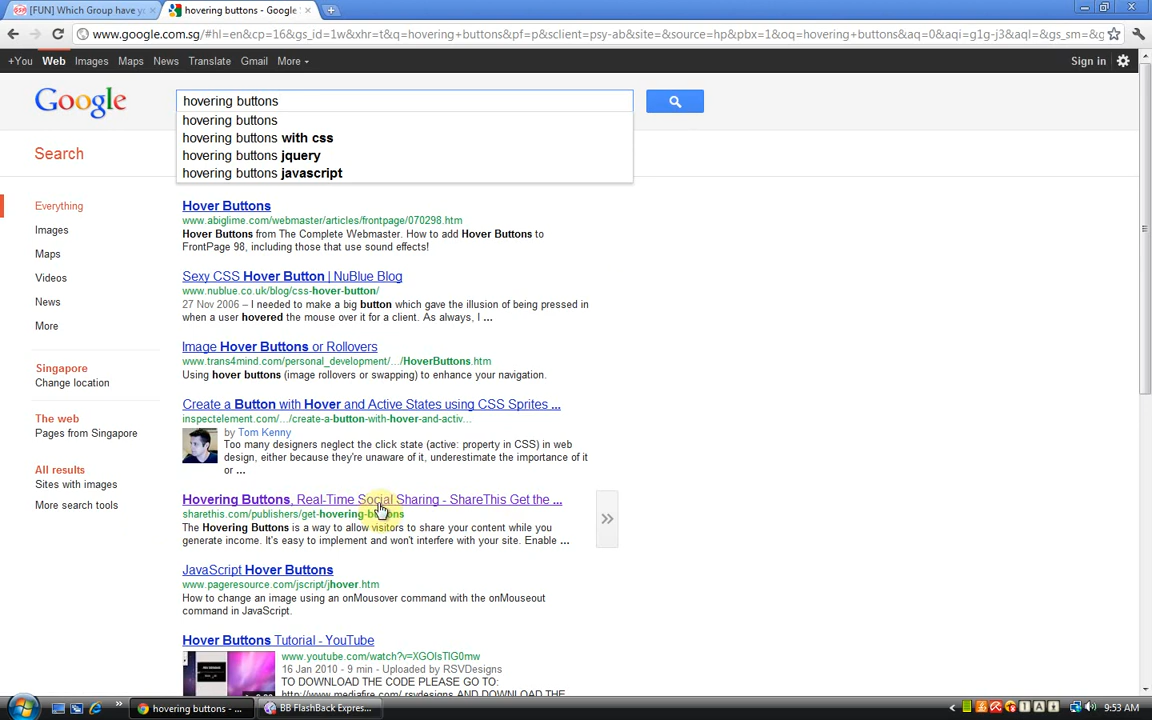 [FUN] Which Group have y
hovering buttons - Google
www.google.com.sg/#hl=en&cp=16&gs_id=1w&xhr=t&q=hovering+buttons&pf=p&sclient=psy-ab&site=&source=hp&pbx=1&oq=hovering+buttons&aq=0&aqi=g1g-j3&aql=&gs_sm=&g
+You Web Images Maps News Translate Gmail More Sign in
Google
hovering buttons
hovering buttons
hovering buttons with css
hovering buttons jquery
hovering buttons javascript
Search
Everything
Images
Maps
Videos
News
More
Singapore
Change location
The web
Pages from Singapore
All results
Sites with images
More search tools
Hover Buttons
www.abiglime.com/webmaster/articles/frontpage/070298.htm
Hover Buttons from The Complete Webmaster. How to add Hover Buttons to
FrontPage 98, including those that use sound effects!
Sexy CSS Hover Button | NuBlue Blog
www.nublue.co.uk/blog/css-hover-button/
27 Nov 2006 – I needed to make a big button which gave the illusion of being pressed in
when a user hovered the mouse over it for a client. As always, I ...
Image Hover Buttons or Rollovers
www.trans4mind.com/personal_development/.../HoverButtons.htm
Using hover buttons (image rollovers or swapping) to enhance your navigation.
Create a Button with Hover and Active States using CSS Sprites ...
inspectelement.com/.../create-a-button-with-hover-and-activ...
by Tom Kenny
Too many designers neglect the click state (active: property in CSS) in web
design, either because they're unaware of it, underestimate the importance of it
or ...
Hovering Buttons, Real-Time Social Sharing - ShareThis Get the ...
sharethis.com/publishers/get-hovering-buttons
The Hovering Buttons is a way to allow visitors to share your content while you
generate income. It's easy to implement and won't interfere with your site. Enable ...
JavaScript Hover Buttons
www.pageresource.com/jscript/jhover.htm
How to change an image using an onMousover command with the onMouseout
command in JavaScript.
Hover Buttons Tutorial - YouTube
www.youtube.com/watch?v=XGOIsTlG0mw
16 Jan 2010 - 9 min - Uploaded by RSVDesigns
TO DOWNLOAD THE CODE PLEASE GO TO:
http://www.mediafire.com/ rsvdesigns AND DOWNLOAD THE
hovering buttons - ...
BB FlashBack Expres...
9:53 AM